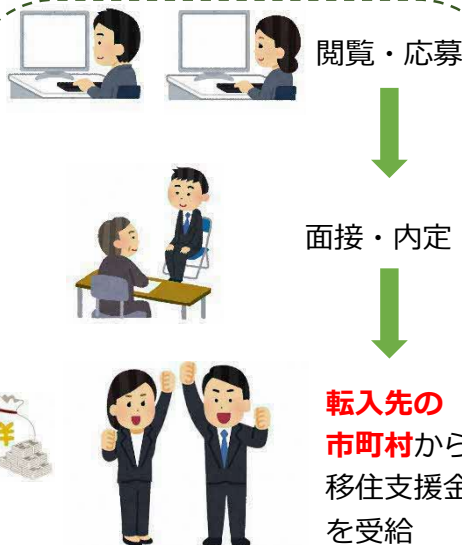 閲覧・応募
面接・内定
転入先の
市町村から
移住支援金
を受給
¥